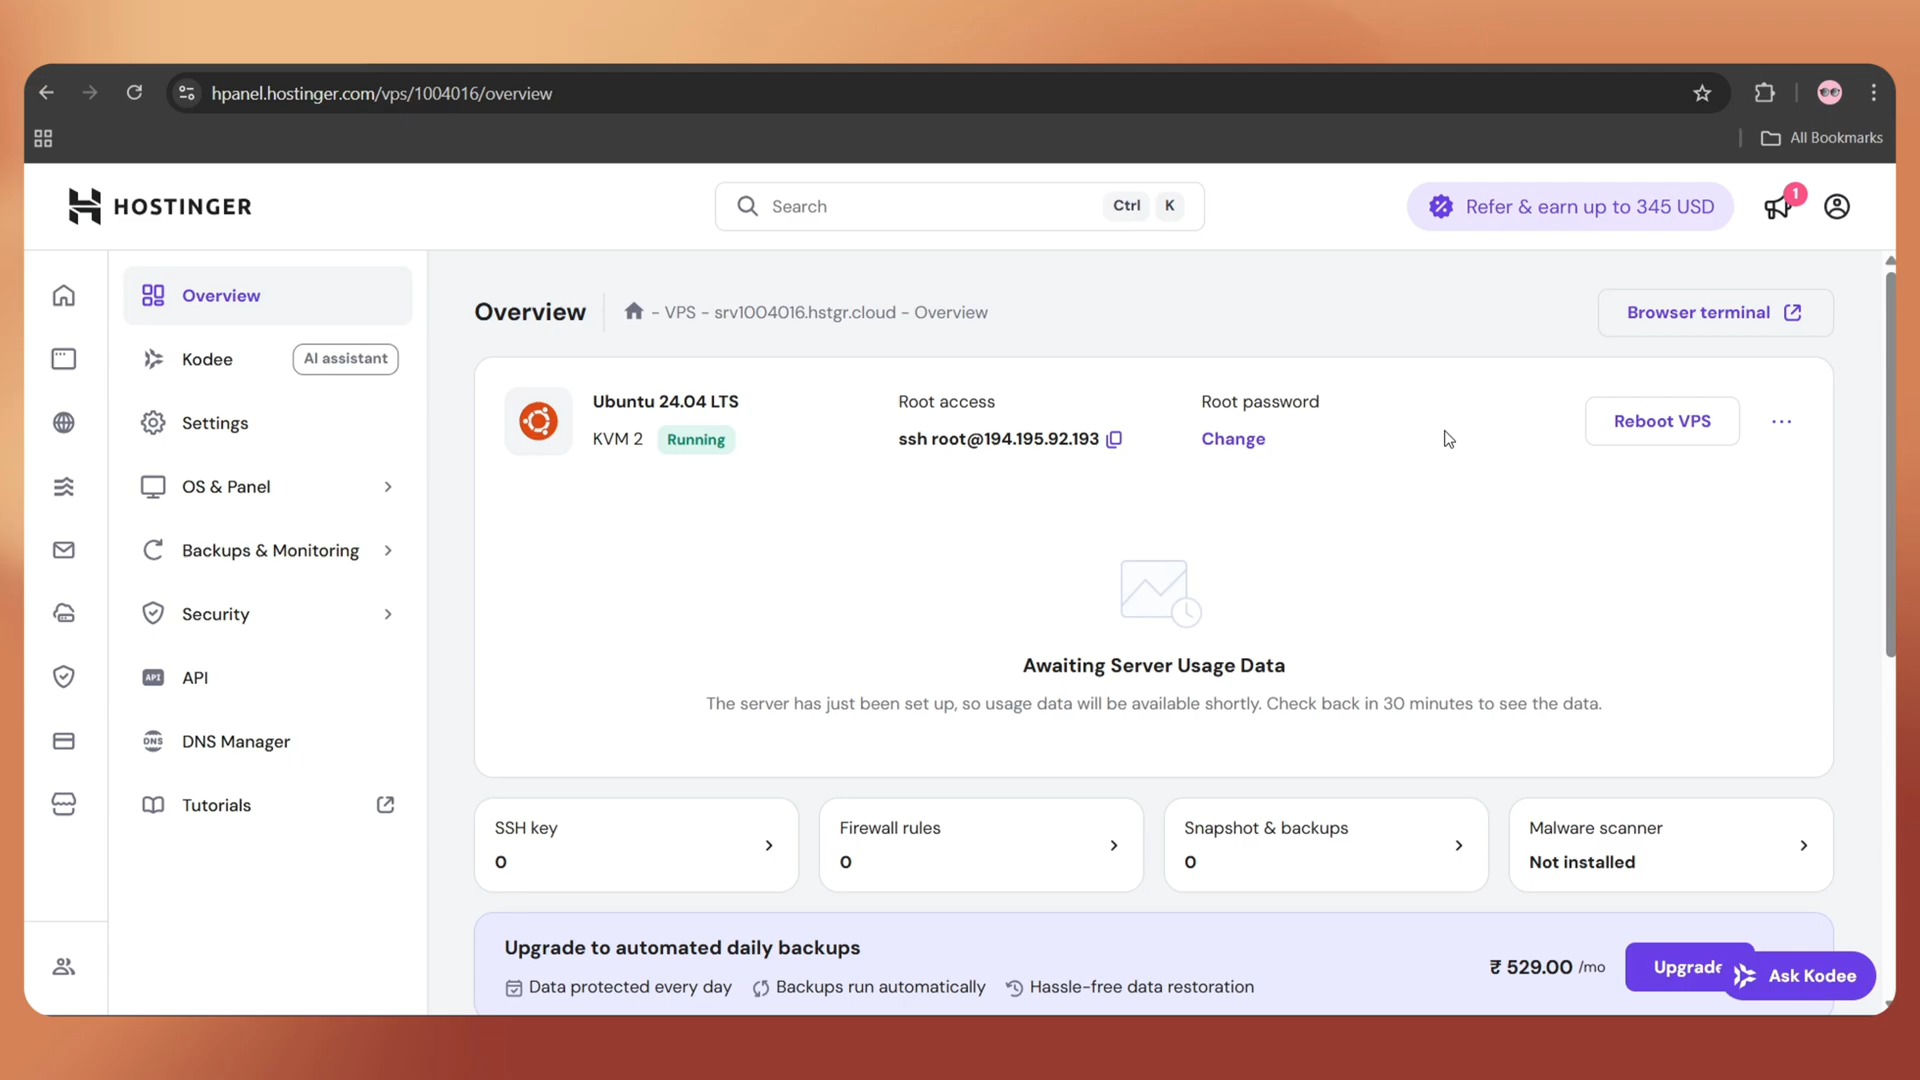 hpanel.hostinger.com/vps/1004016/overview
All Bookmarks
HOSTINGER
Search
Ctrl
K
Refer & earn up to 345 USD
1
Overview
Kodee
AI assistant
Settings
OS & Panel
Backups & Monitoring
Security
API
API
DNS
DNS Manager
Tutorials
Overview
- VPS - srv1004016.hstgr.cloud - Overview
Browser terminal
Ubuntu 24.04 LTS
KVM 2
Running
Root access
ssh root@194.195.92.193
Root password
Change
Reboot VPS
Awaiting Server Usage Data
The server has just been set up, so usage data will be available shortly. Check back in 30 minutes to see the data.
SSH key
0
Firewall rules
0
Snapshot & backups
0
Malware scanner
Not installed
Upgrade to automated daily backups
Data protected every day
Backups run automatically
Hassle-free data restoration
₹ 529.00 /mo
Upgrade
Ask Kodee